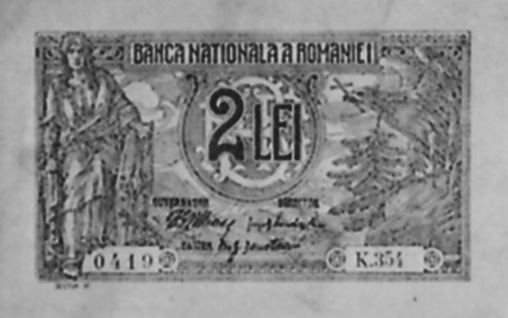 BANCA NATIONALA A ROMANIEI
2 LEI
GUVERNATOR DIRECTOR
CASIER
0419 K.354